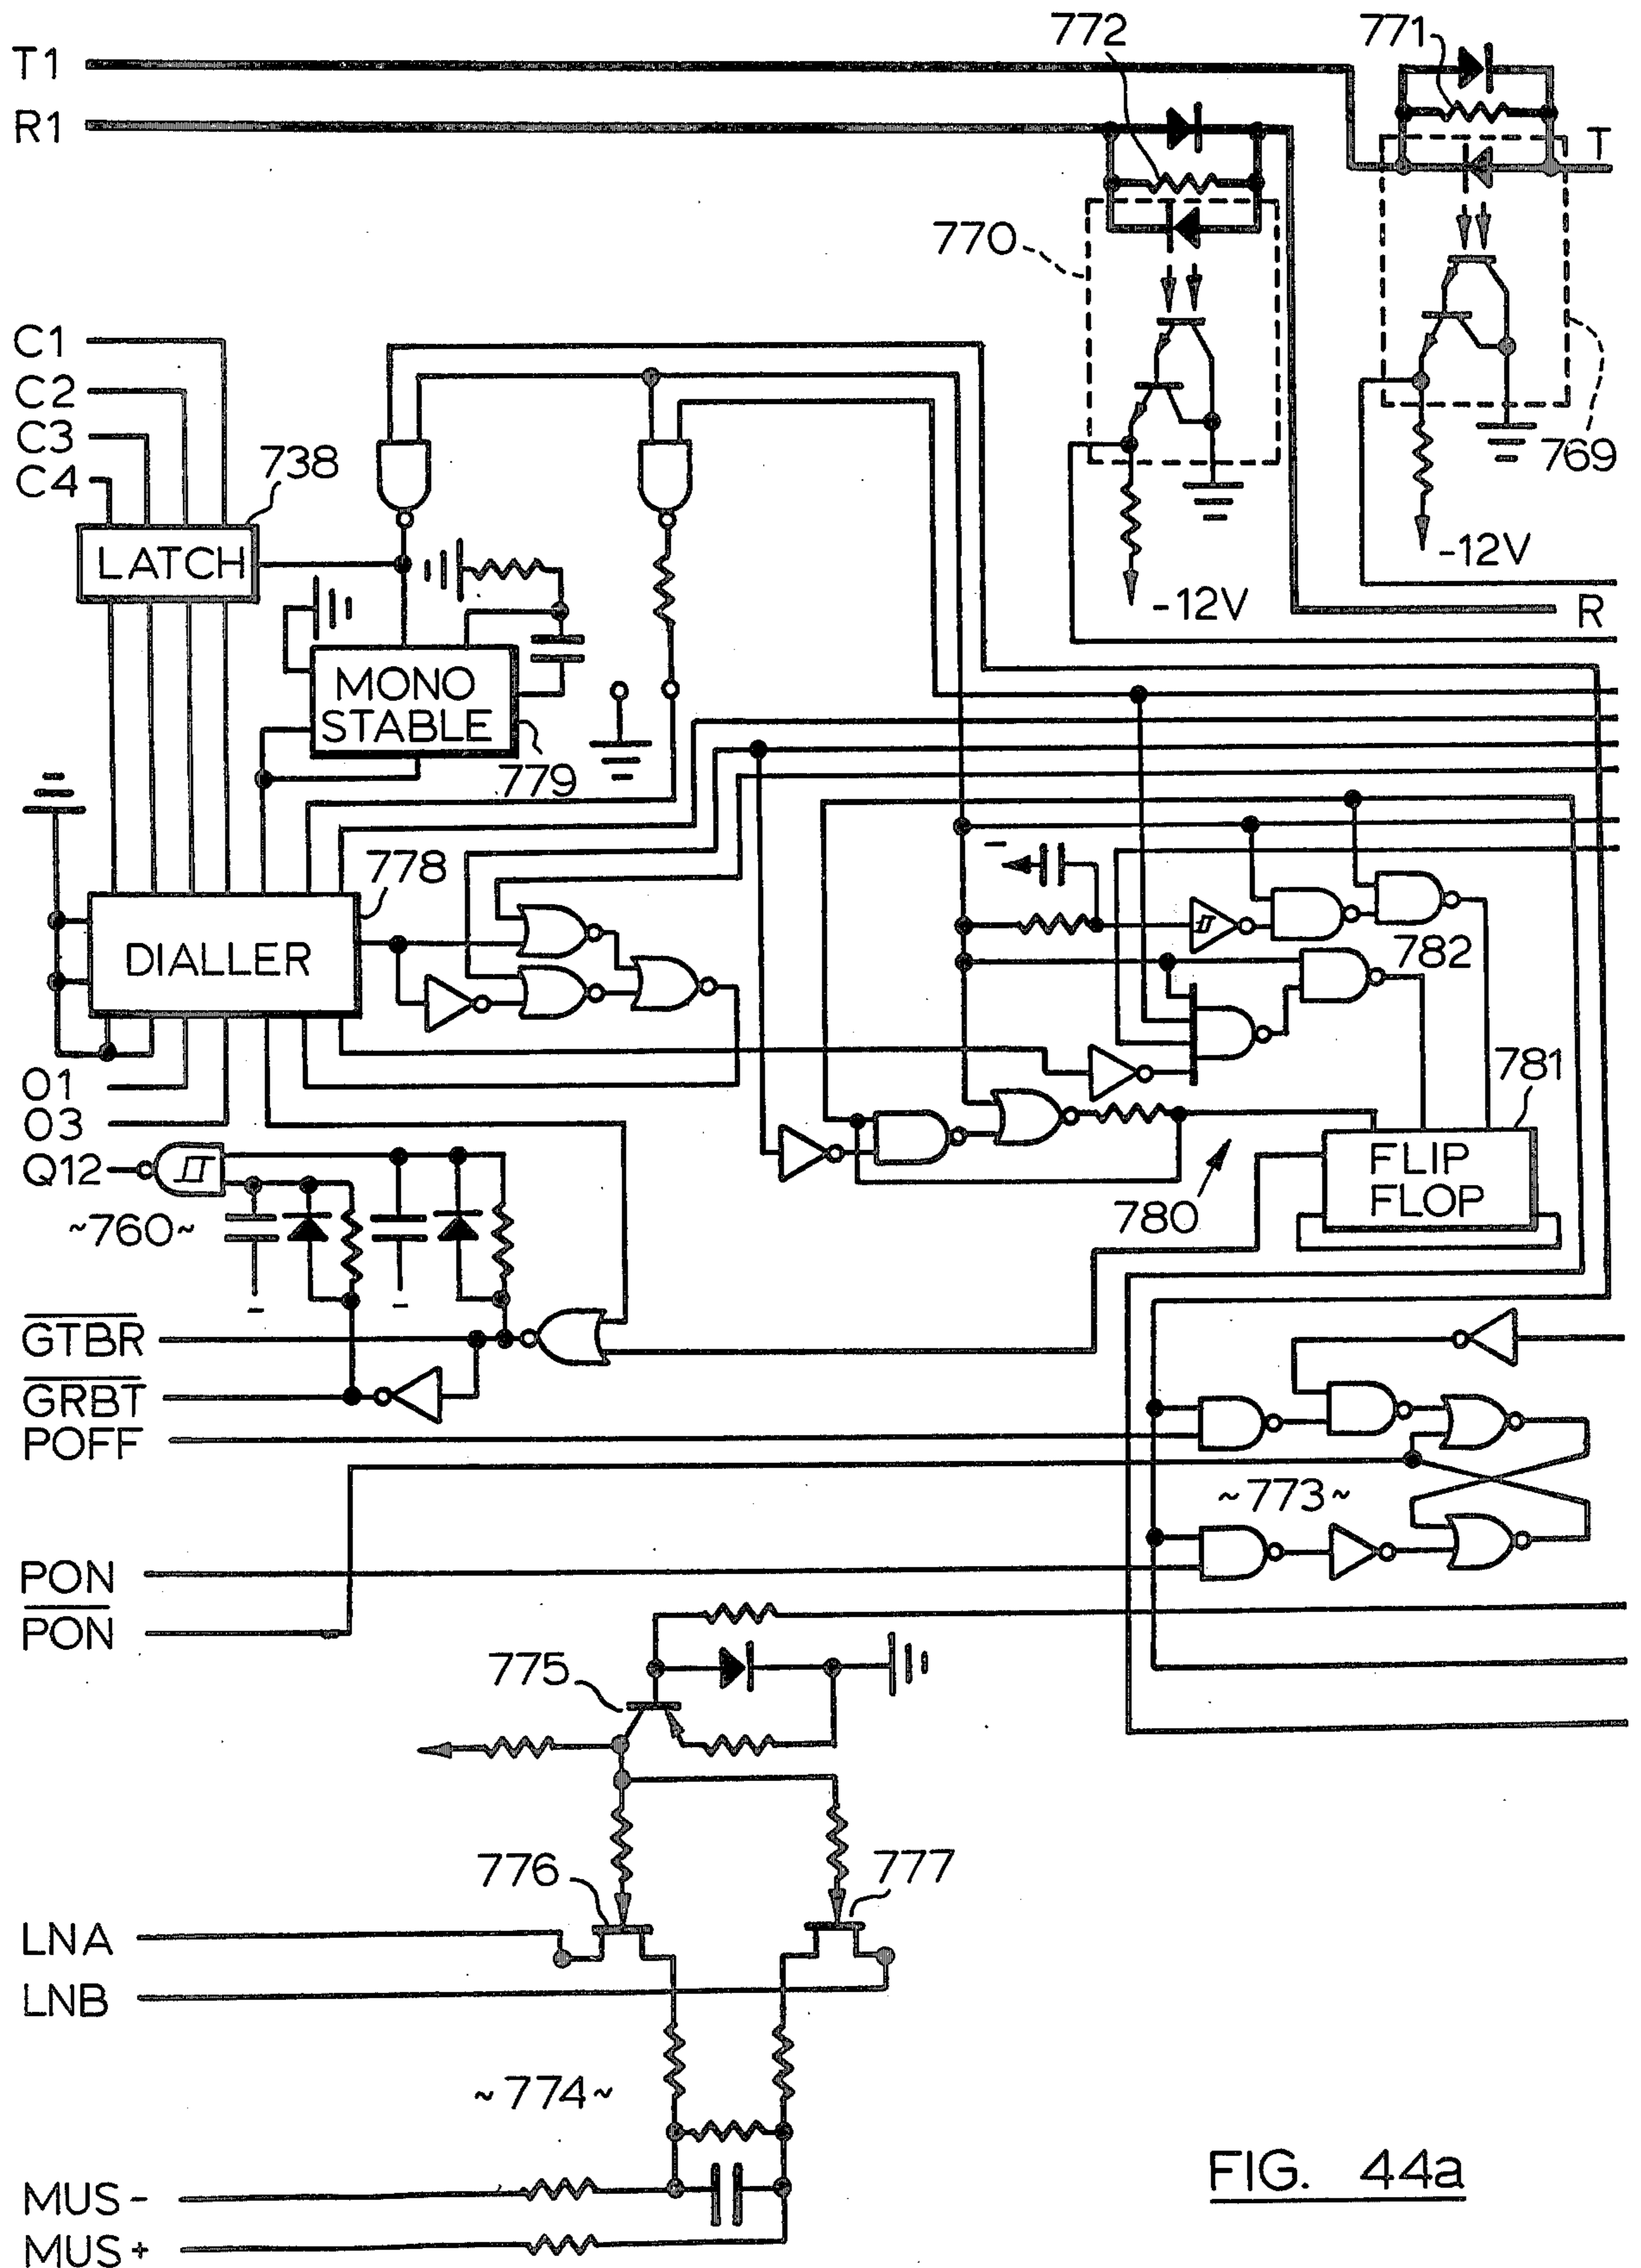 772
771
T1
R1
T
770
C1
C2
C3
C4
738
769
LATCH
-12V
-12V
R
MONO
STABLE
779
778
DIALLER
782
781
O1
O3
Q12
FLIP
FLOP
~760~
780
GTBR
GRBT
POFF
~773~
PON
PON
775
776
777
LNA
LNB
~774~
FIG. 44a
MUS -
MUS +